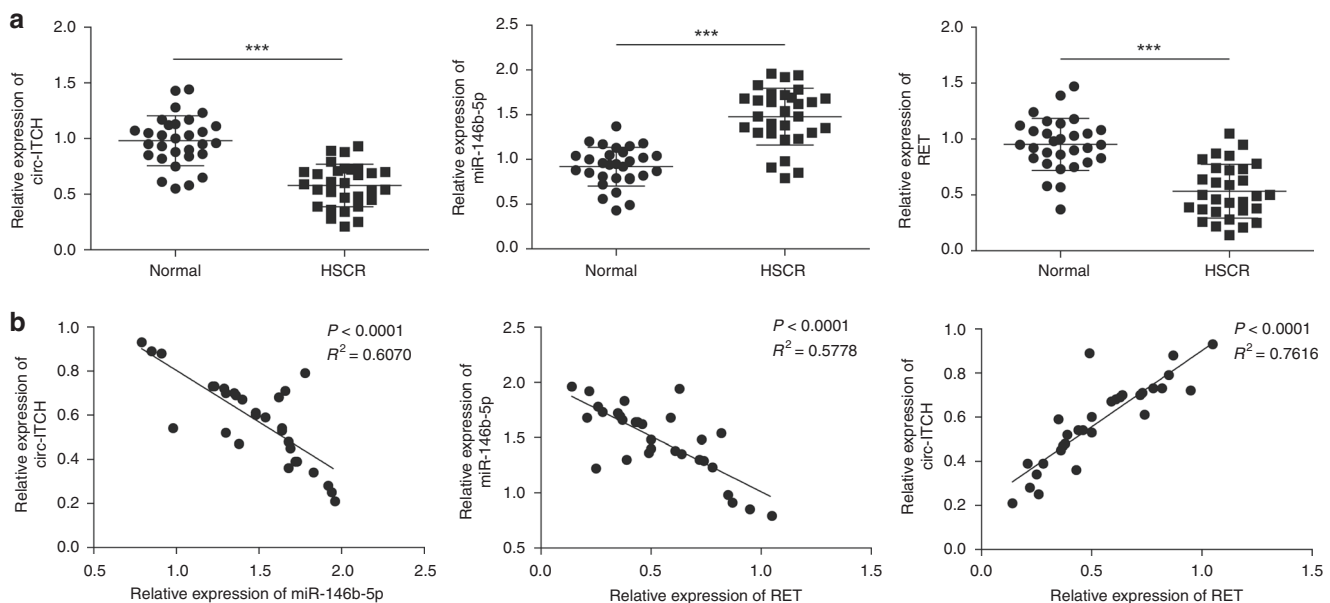 a
Relative expression of
circ-ITCH
2.0
1.5
1.0
0.5
0.0
***
Normal
HSCR
Relative expression of
miR-146b-5p
2.5
2.0
1.5
1.0
0.5
0.0
***
Normal
HSCR
Relative expression of
RET
2.0
1.5
1.0
0.5
0.0
***
Normal
HSCR
b
Relative expression of
circ-ITCH
1.0
0.8
0.6
0.4
0.2
0.0
P < 0.0001
R² = 0.6070
0.5
1.0
1.5
2.0
2.5
Relative expression of miR-146b-5p
Relative expression of
miR-146b-5p
2.5
2.0
1.5
1.0
0.5
P < 0.0001
R² = 0.5778
0.0
0.5
1.0
1.5
Relative expression of RET
Relative expression of
circ-ITCH
1.0
0.8
0.6
0.4
0.2
0.0
P < 0.0001
R² = 0.7616
0.0
0.5
1.0
1.5
Relative expression of RET